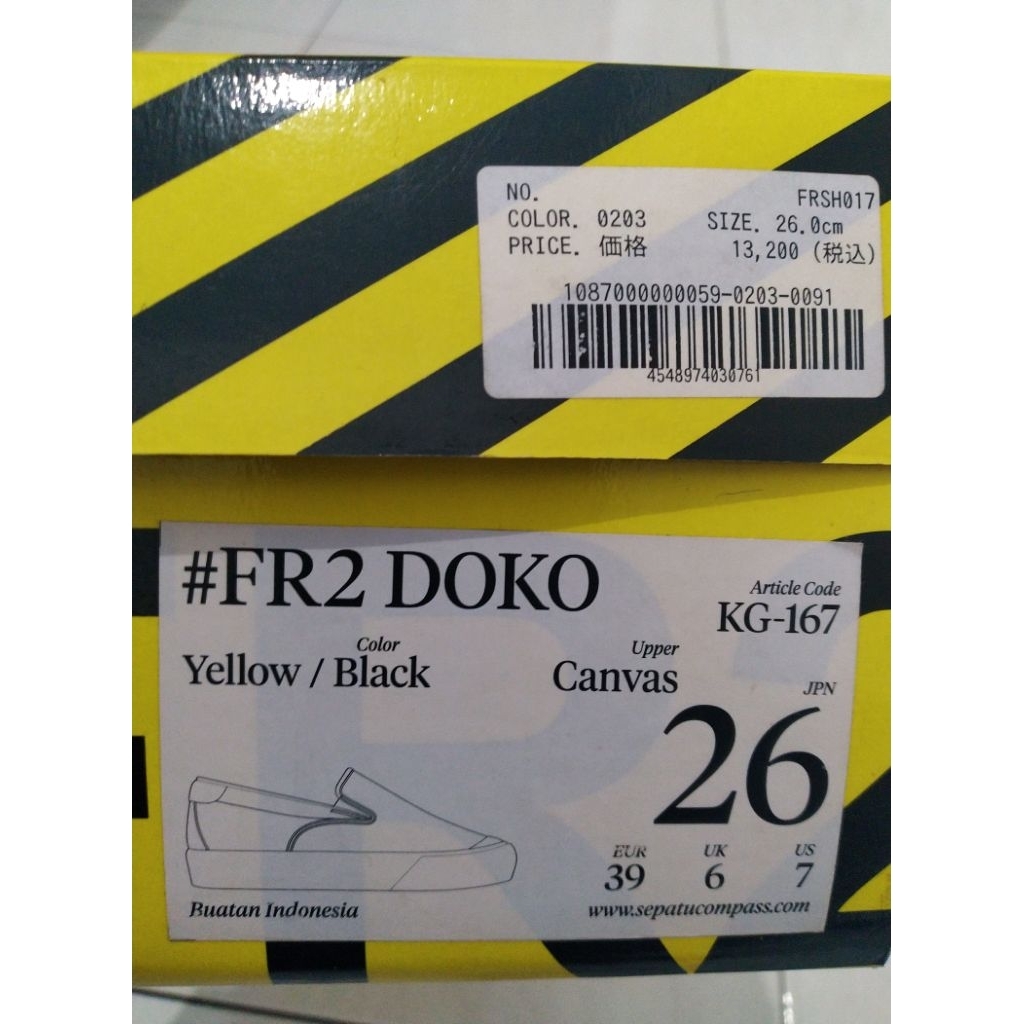 NO. FRSH017
COLOR. 0203 SIZE. 26.0cm
PRICE. 価格 13,200 (税込)
1087000000059-0203-0091
4548974030761
#FR2 DOKO
Article Code
KG-167
Color
Yellow / Black
Upper
Canvas
JPN
26
EUR UK US
39 6 7
Buatan Indonesia
www.sepatucompass.com